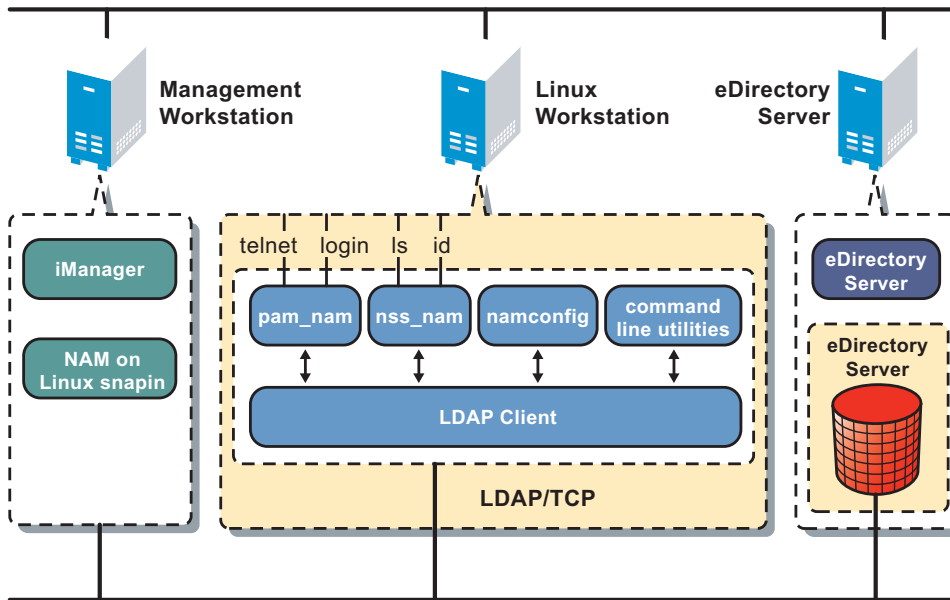 Management
Workstation
Linux
Workstation
eDirectory
Server
telnet
login
ls
id
iManager
NAM on
Linux snapin
pam_nam
nss_nam
namconfig
command
line utilities
LDAP Client
LDAP/TCP
eDirectory
Server
eDirectory
Server